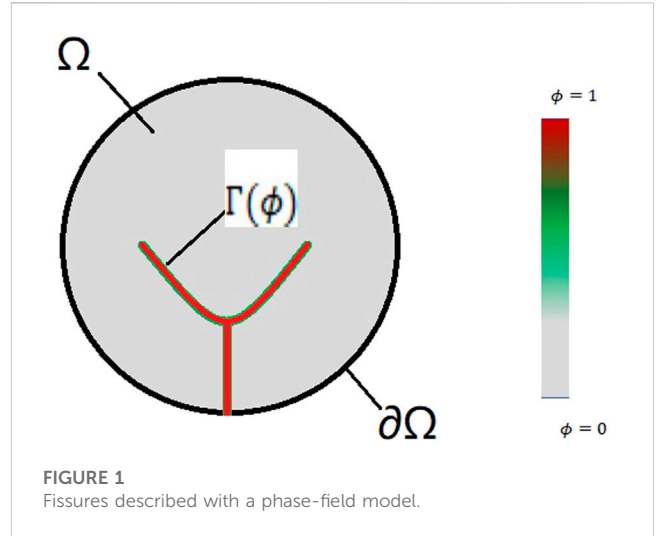 Ω
ϕ = 1
Γ(ϕ)
∂Ω
ϕ = 0
FIGURE 1
Fissures described with a phase-field model.